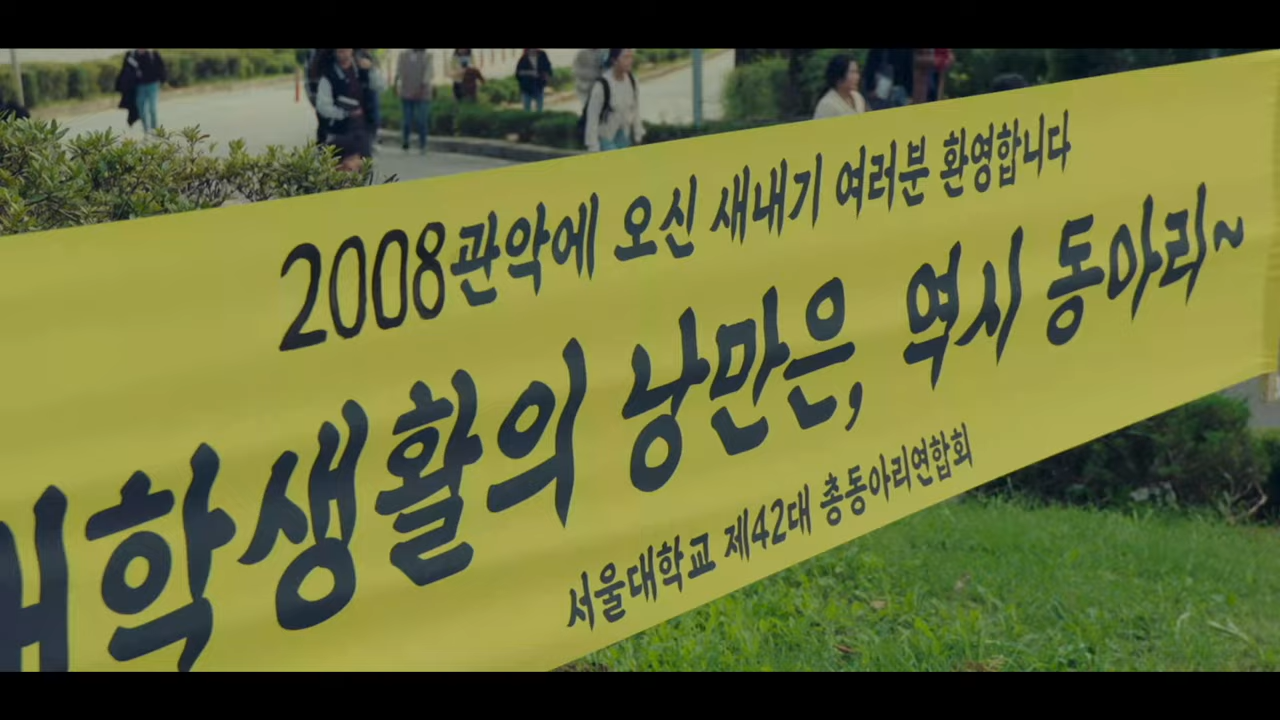 2008관악에 오신 새내기 여러분 환영합니다
대학생활의 낭만은, 역시 동아리~
서울대학교 제42대 총동아리연합회